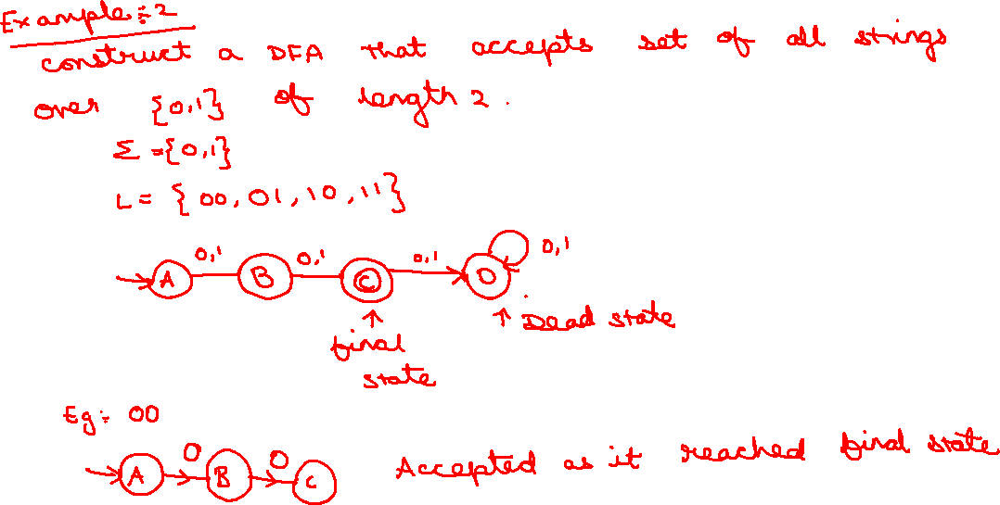 Example:2
construct a DFA that accepts set of all strings
over {0,1} of length 2.
Σ={0,1}
L = {00, 01, 10, 11}
0,1 0,1 0,1 0,1
A B C D
↑ final state
↑ Dead state
Eg: 00
0 0
A B C Accepted as it reached final state